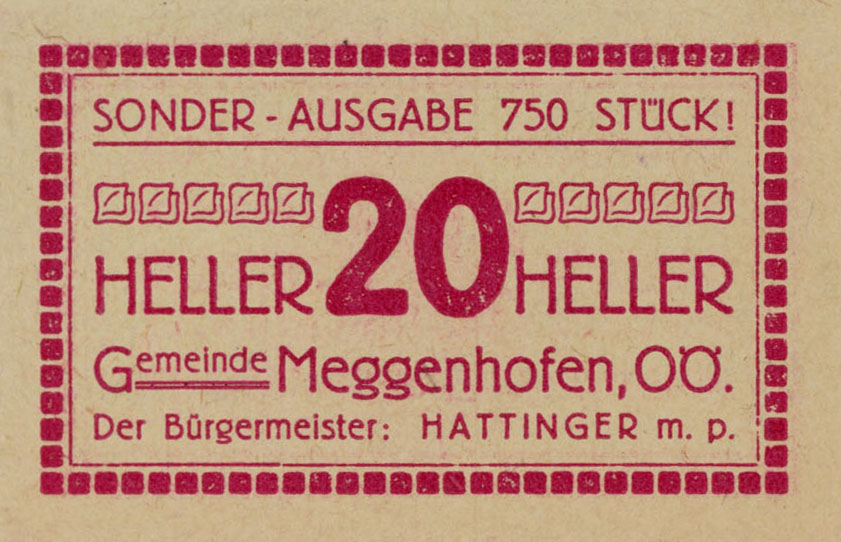 SONDER - AUSGABE 750 STÜCK!
HELLER 20 HELLER
Gemeinde Meggenhofen, OÖ.
Der Bürgermeister: HATTINGER m. p.